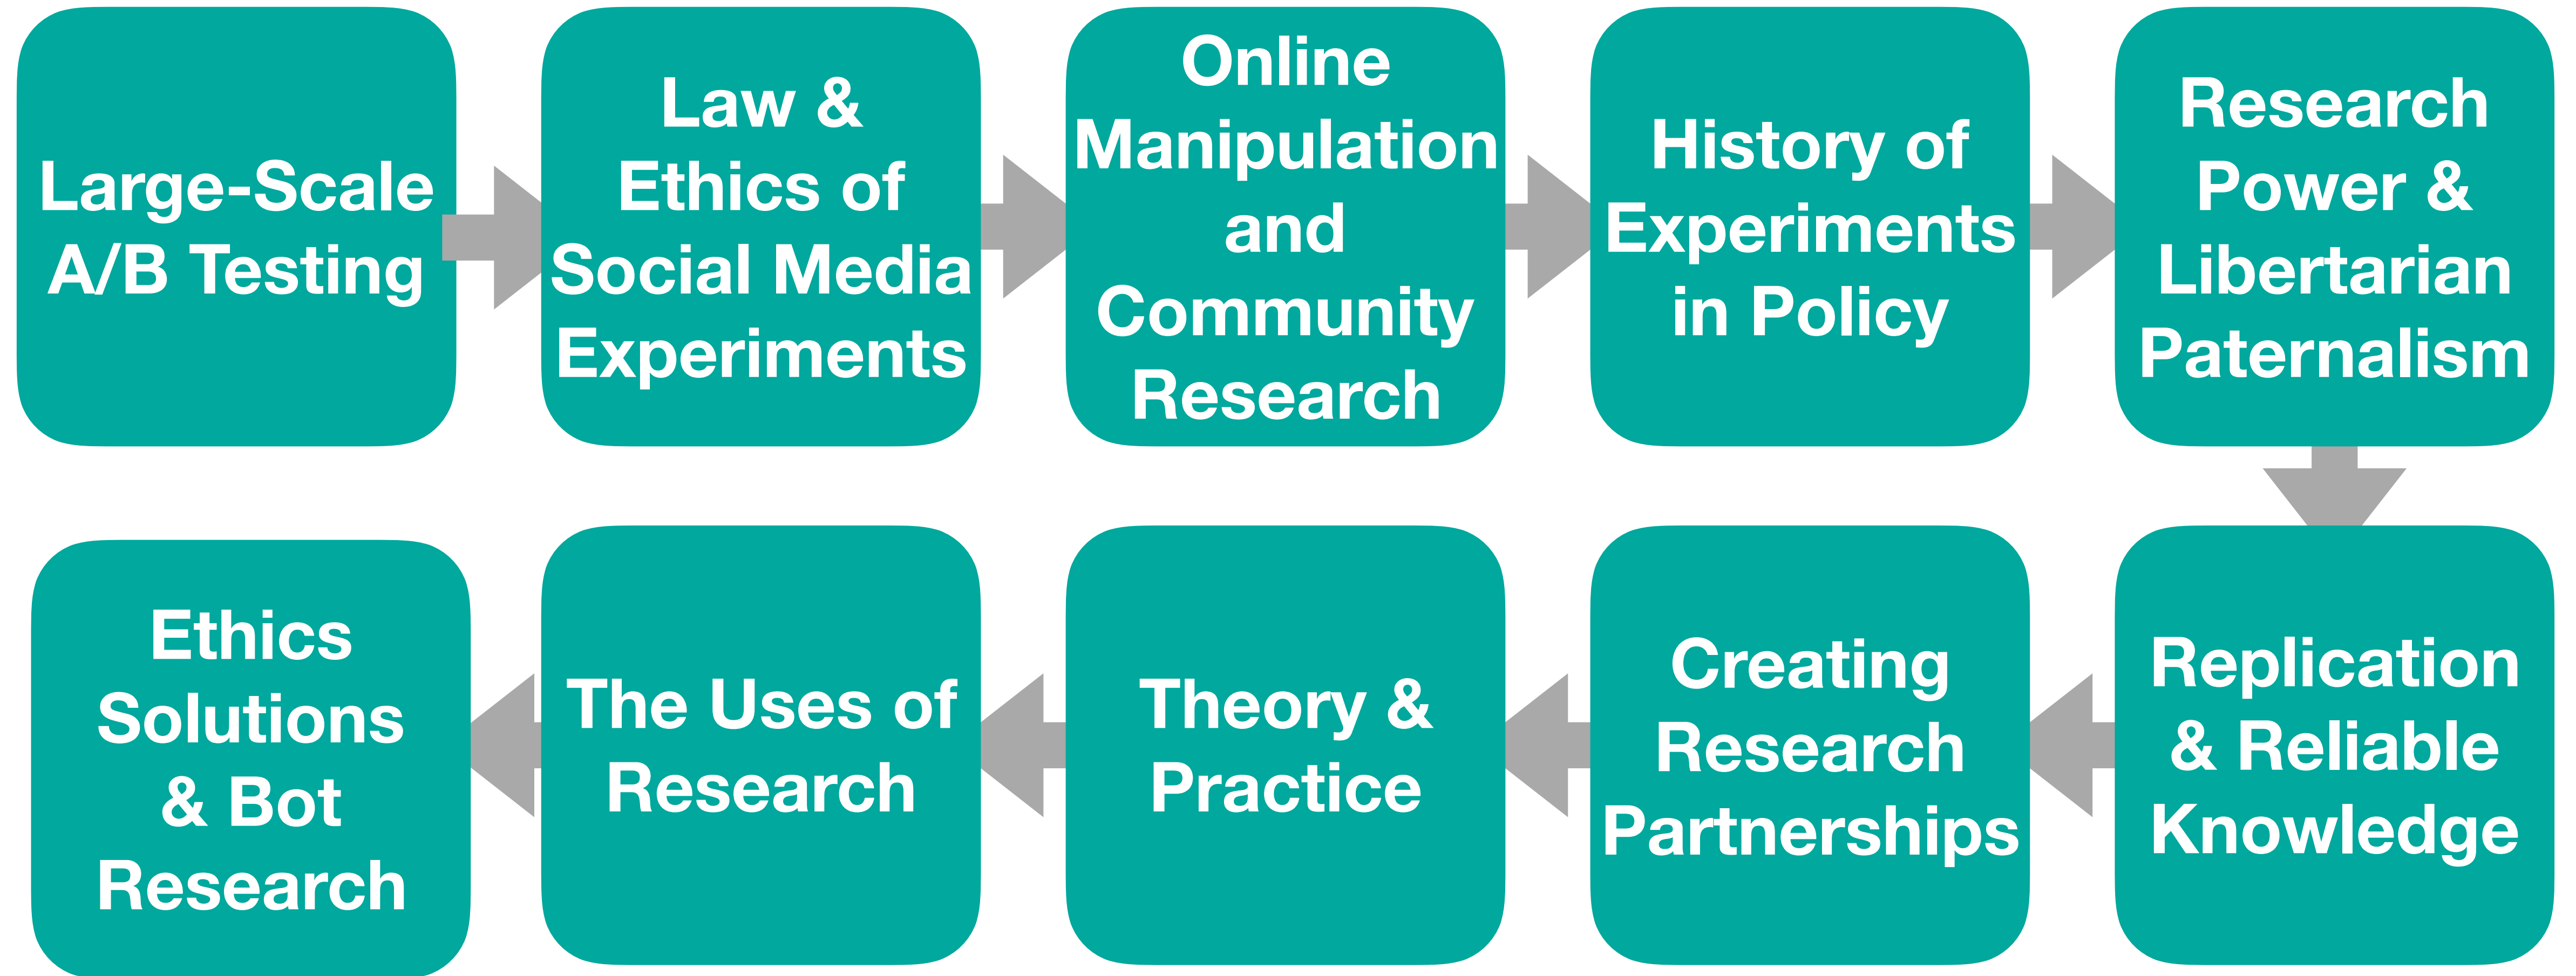 Large-Scale
A/B Testing
Law &
Ethics of
Social Media
Experiments
Online
Manipulation
and
Community
Research
History of
Experiments
in Policy
Research
Power &
Libertarian
Paternalism
Replication
& Reliable
Knowledge
Creating
Research
Partnerships
Theory &
Practice
The Uses of
Research
Ethics
Solutions
& Bot
Research